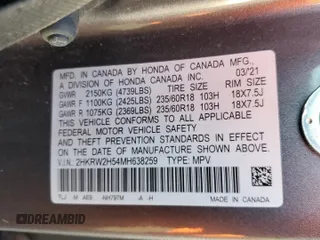 MFD. IN CANADA BY HONDA OF CANADA MFG.,
A DIVISION OF HONDA CANADA INC. 03/'21
GVWR 2150KG (4739LBS) TIRE SIZE RIM SIZE
GAWR F 1100KG (2425LBS) 235/60R18 103H 18X7.5J
GAWR R 1075KG (2369LBS) 235/60R18 103H 18X7.5J
THIS VEHICLE CONFORMS TO ALL APPLICABLE
FEDERAL MOTOR VEHICLE SAFETY STANDARDS IN
EFFECT ON THE DATE OF MANUFACTURE SHOWN ABOVE.
V.I.N. 2HKRW2H54MH638259 TYPE: MPV
A H MADE IN CANADA
DREAMBID